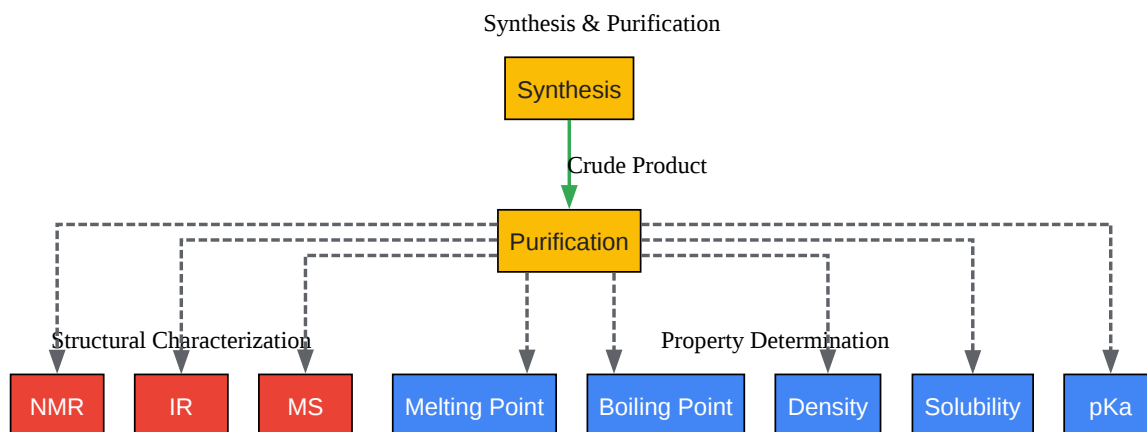 Synthesis & Purification
Synthesis
Crude Product
Purification
Structural Characterization
Property Determination
NMR
IR
MS
Melting Point
Boiling Point
Density
Solubility
pKa